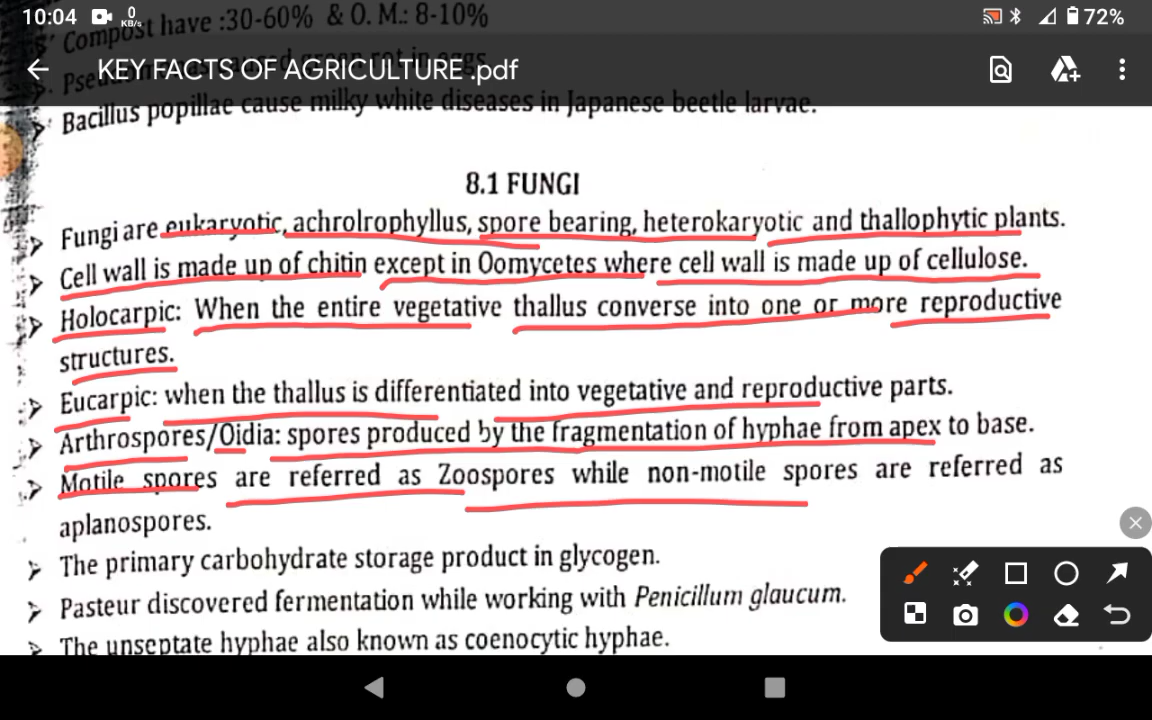 10:04 0 KB/s 72%
Compost have :30-60% & O. M.: 8-10%
KEY FACTS OF AGRICULTURE .pdf
rot in eggs.
Bacillus popillae cause milky white diseases in Japanese beetle larvae.
8.1 FUNGI
Fungi are eukaryotic, achrolrophyllus, spore bearing, heterokaryotic and thallophytic plants.
Cell wall is made up of chitin except in Oomycetes where cell wall is made up of cellulose.
Holocarpic: When the entire vegetative thallus converse into one or more reproductive
structures.
Eucarpic: when the thallus is differentiated into vegetative and reproductive parts.
Arthrospores/Oidia: spores produced by the fragmentation of hyphae from apex to base.
Motile spores are referred as Zoospores while non-motile spores are referred as
aplanospores.
The primary carbohydrate storage product in glycogen.
Pasteur discovered fermentation while working with Penicillum glaucum.
The unseptate hyphae also known as coenocytic hyphae.